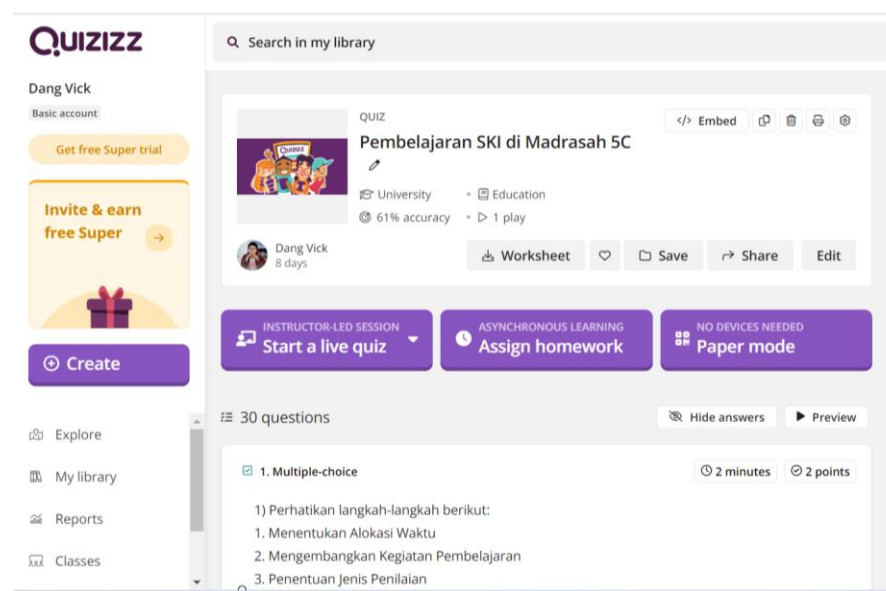 QUIZIZZ
Search in my library
Dang Vick
Basic account
Get free Super trial
Invite & earn
free Super
Create
Explore
My library
Reports
Classes
QUIZ
Pembelajaran SKI di Madrasah 5C
</> Embed
University • Education
61% accuracy • 1 play
Quizizz
Dang Vick
8 days
Worksheet
Save
Share
Edit
INSTRUCTOR-LED SESSION
Start a live quiz
ASYNCHRONOUS LEARNING
Assign homework
NO DEVICES NEEDED
Paper mode
30 questions
Hide answers
Preview
1. Multiple-choice
2 minutes
2 points
1) Perhatikan langkah-langkah berikut:
1. Menentukan Alokasi Waktu
2. Mengembangkan Kegiatan Pembelajaran
3. Penentuan Jenis Penilaian